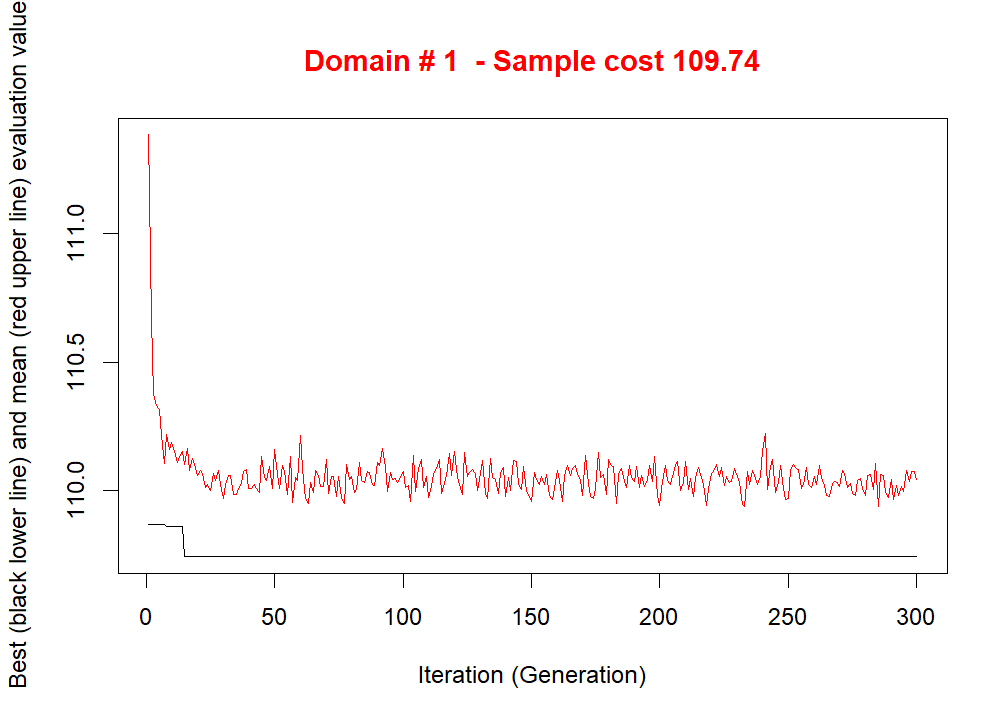 Domain # 1  - Sample cost 109.74
Best (black lower line) and mean (red upper line) evaluation value
111.0
110.5
110.0
0 50 100 150 200 250 300
Iteration (Generation)